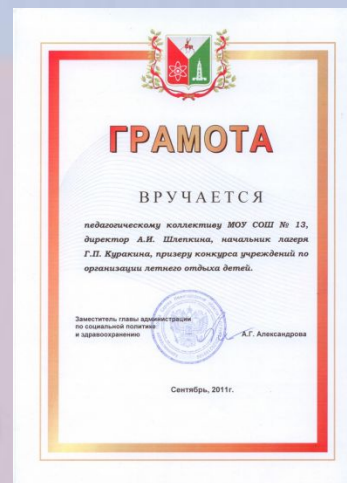 ГРАМОТА
ВРУЧАЕТСЯ
педагогическому коллективу МОУ СОШ № 13,
директор А.И. Шлепкина, начальник лагеря
Г.П. Куракина, призеру конкурса учреждений по
организации летнего отдыха детей.
Заместитель главы администрации
по социальной политике
и здравоохранению
А.Г. Александрова
Сентябрь, 2011г.